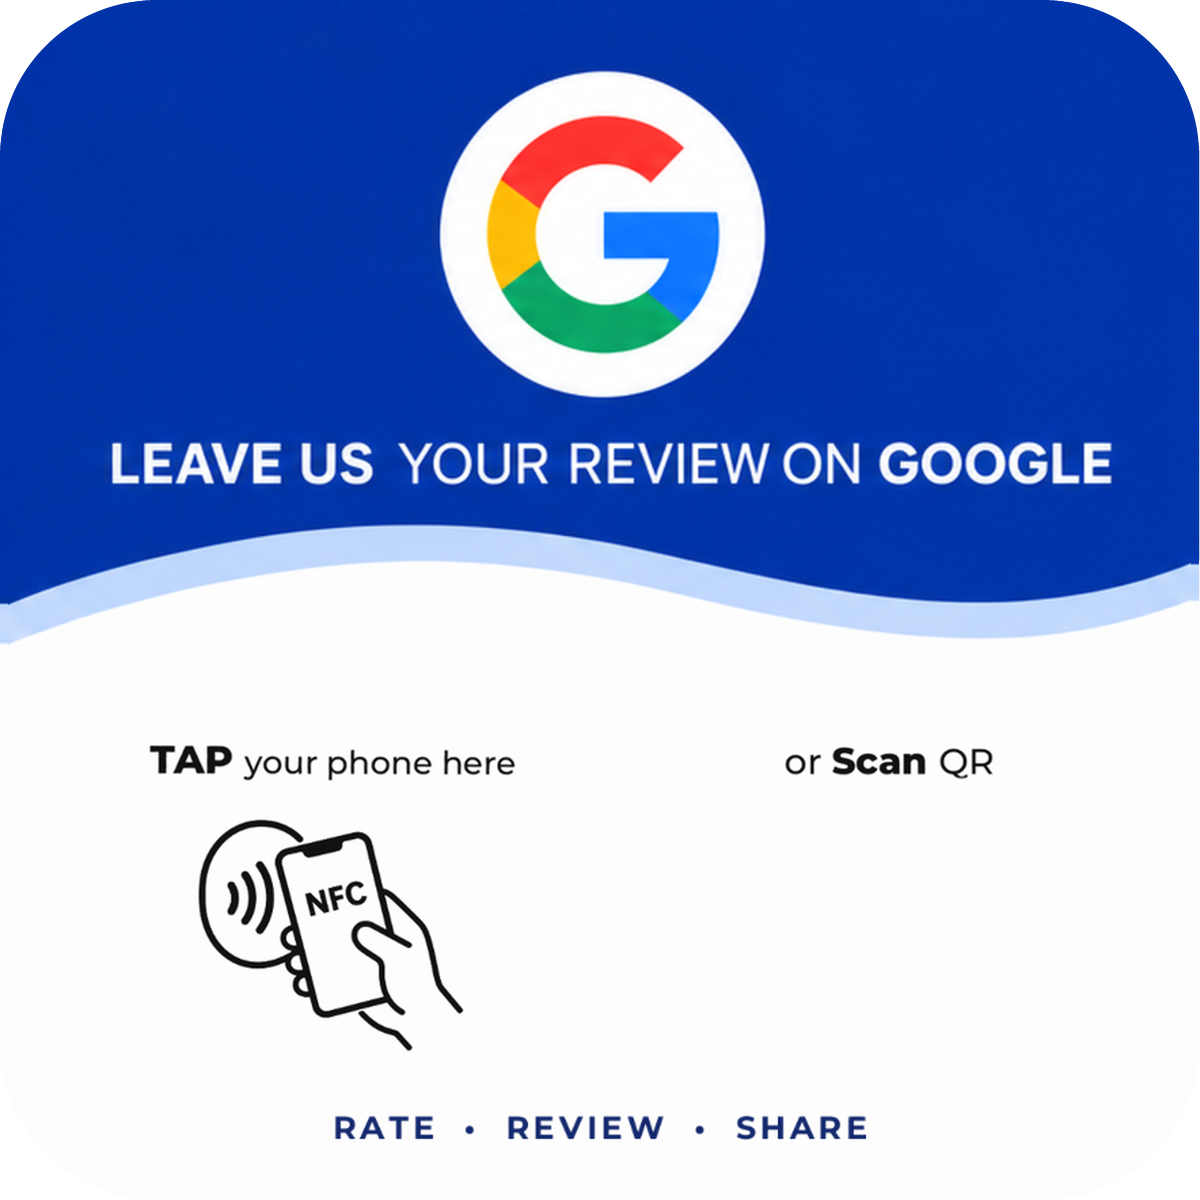 LEAVE US YOUR REVIEW ON GOOGLE
TAP your phone here
or Scan QR
NFC
RATE • REVIEW • SHARE